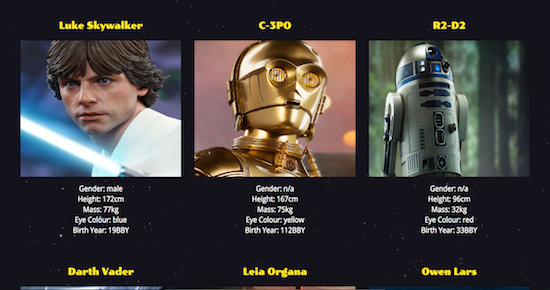 Luke Skywalker
C-3PO
R2-D2
Gender: male
Height: 172cm
Mass: 77kg
Eye Colour: blue
Birth Year: 19BBY
Gender: n/a
Height: 167cm
Mass: 75kg
Eye Colour: yellow
Birth Year: 112BBY
Gender: n/a
Height: 96cm
Mass: 32kg
Eye Colour: red
Birth Year: 33BBY
Darth Vader
Leia Organa
Owen Lars